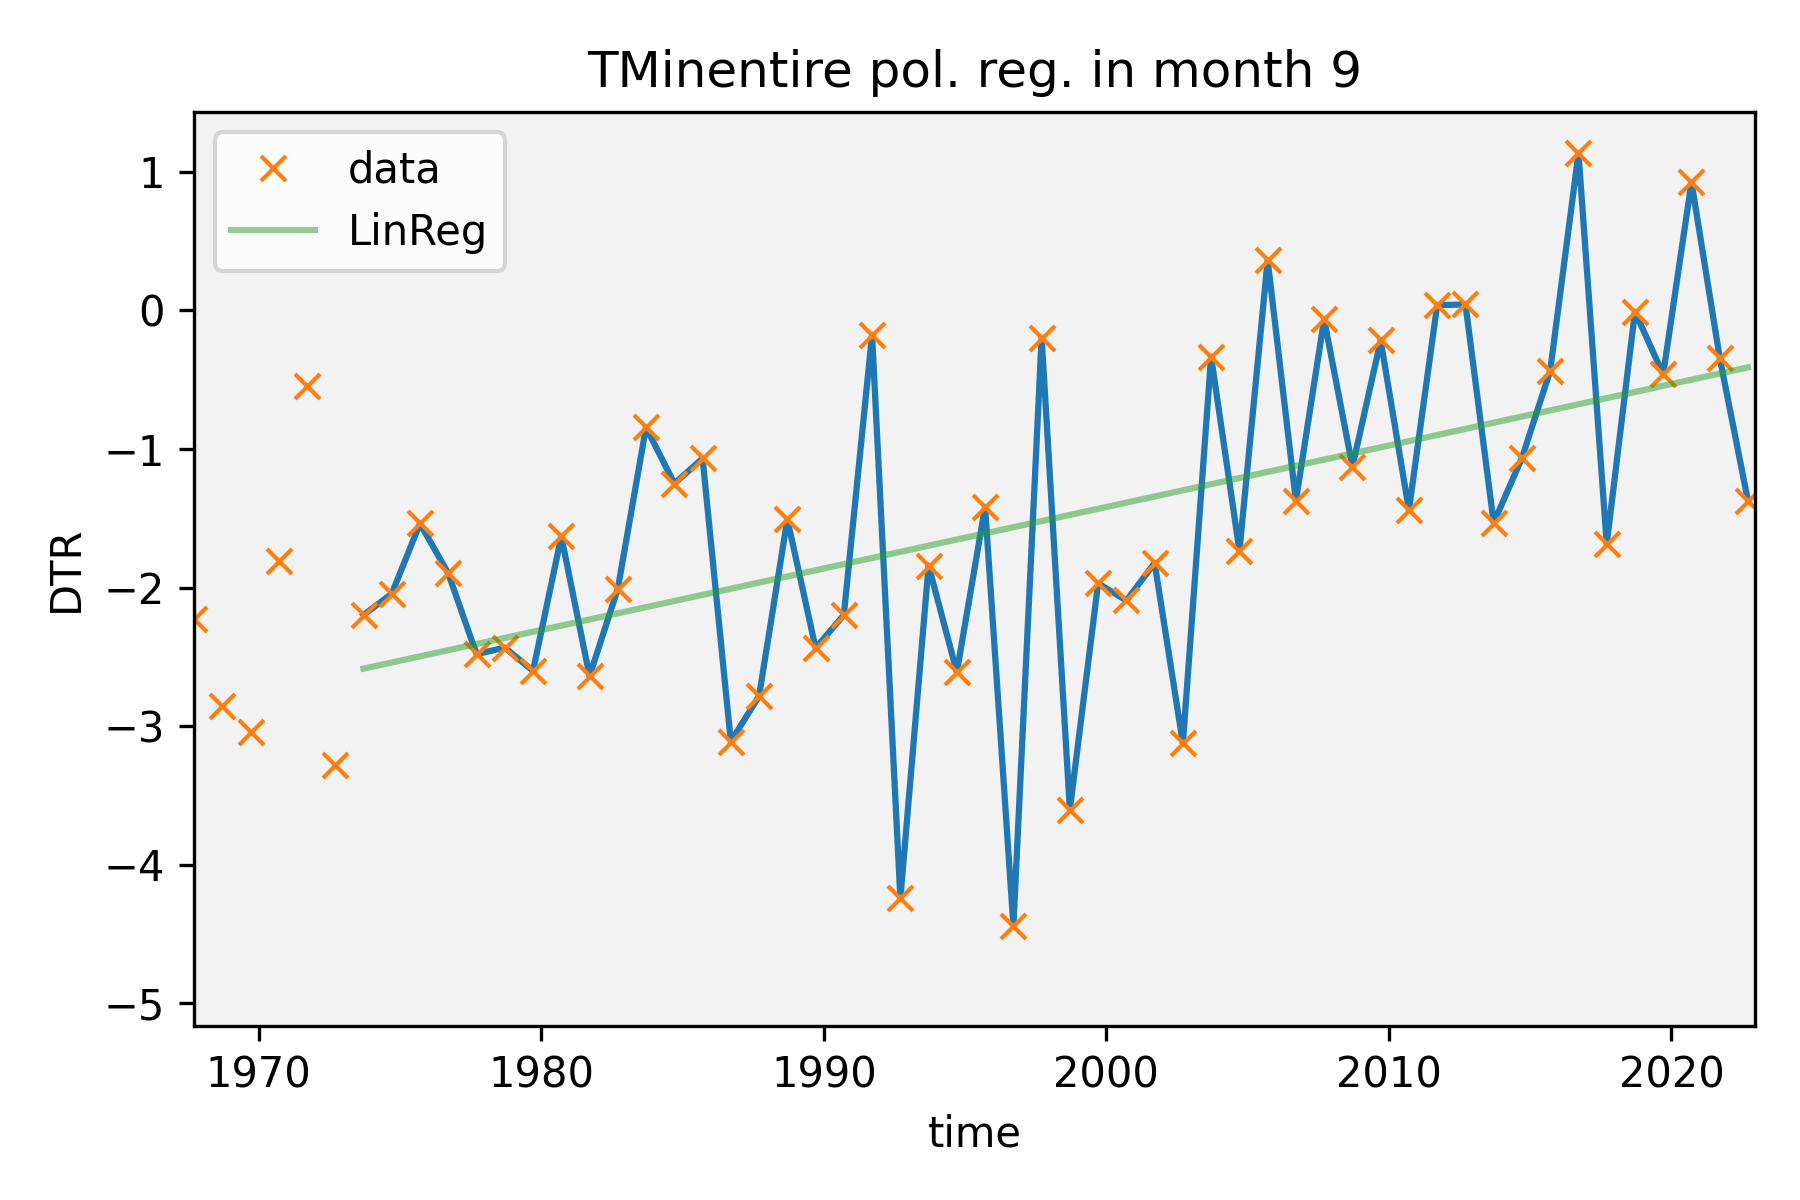 TMinentire pol. reg. in month 9
data
LinReg
1
0
−1
−2
−3
−4
−5
DTR
1970 1980 1990 2000 2010 2020
time